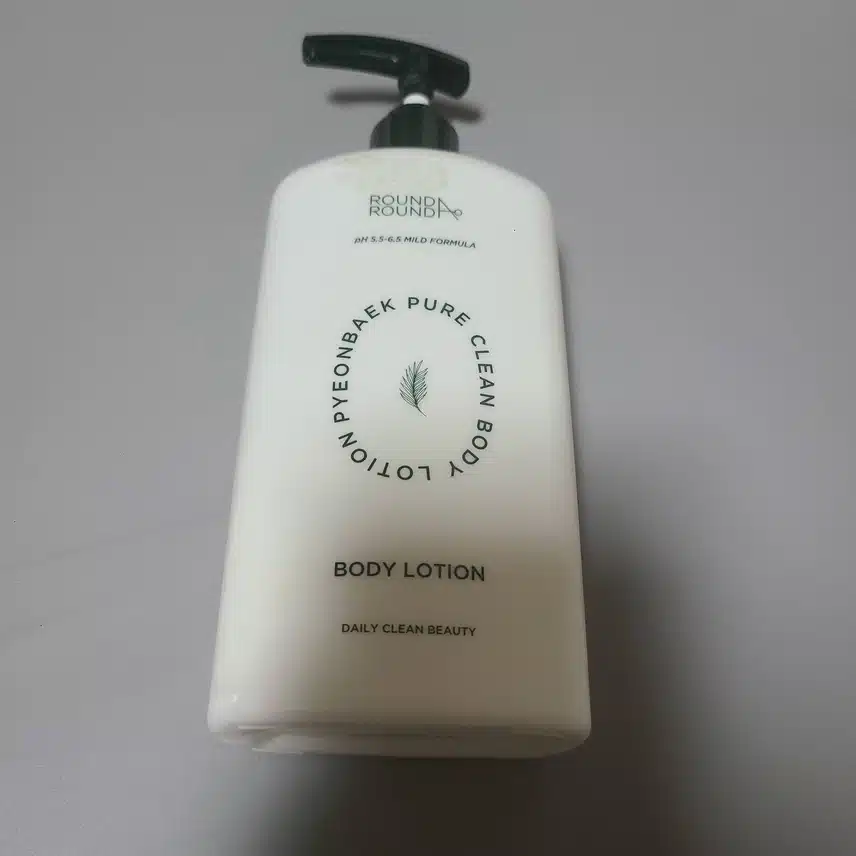 ROUND A
ROUND
pH 5.5-6.5 MILD FORMULA
PYEONBAEK PURE CLEAN BODY LOTION
BODY LOTION
DAILY CLEAN BEAUTY